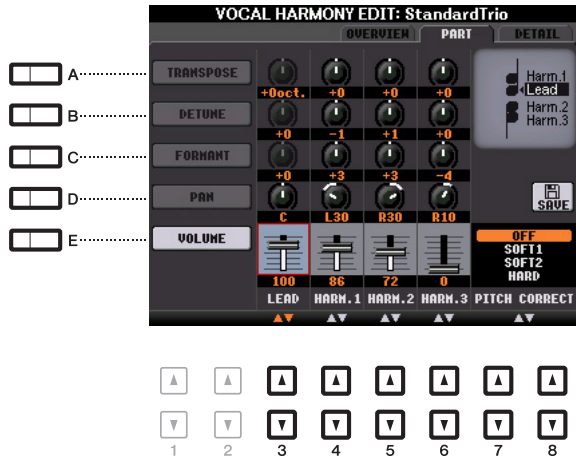 VOCAL HARMONY EDIT: StandardTrio
OVERVIEW PART DETAIL
A TRANSPOSE +0oct. +0 +0 +0
Harm.1
Lead
Harm.2
Harm.3
B DETUNE +0 -1 +1 +0
C FORMANT +0 +3 +3 -4
D PAN C L30 R30 R10
SAVE
E VOLUME 100 86 72 0
OFF
SOFT1
SOFT2
HARD
LEAD HARM.1 HARM.2 HARM.3 PITCH CORRECT
1 2 3 4 5 6 7 8